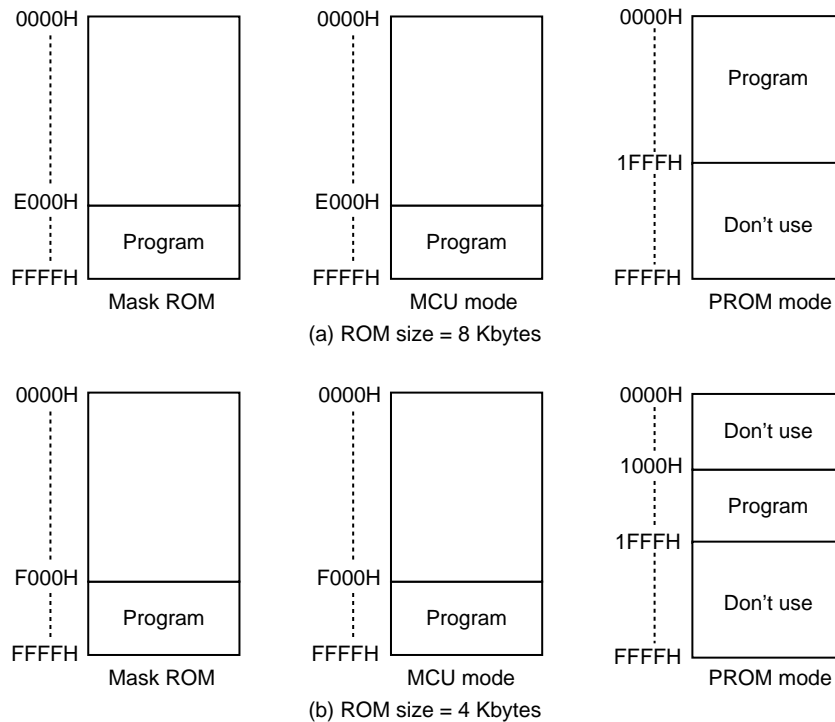 0000H
E000H
Program
FFFFH
Mask ROM
0000H
E000H
Program
FFFFH
MCU mode
0000H
Program
1FFFH
Don't use
FFFFH
PROM mode
(a) ROM size = 8 Kbytes
0000H
F000H
Program
FFFFH
Mask ROM
0000H
F000H
Program
FFFFH
MCU mode
0000H
Don't use
1000H
Program
1FFFH
Don't use
FFFFH
PROM mode
(b) ROM size = 4 Kbytes